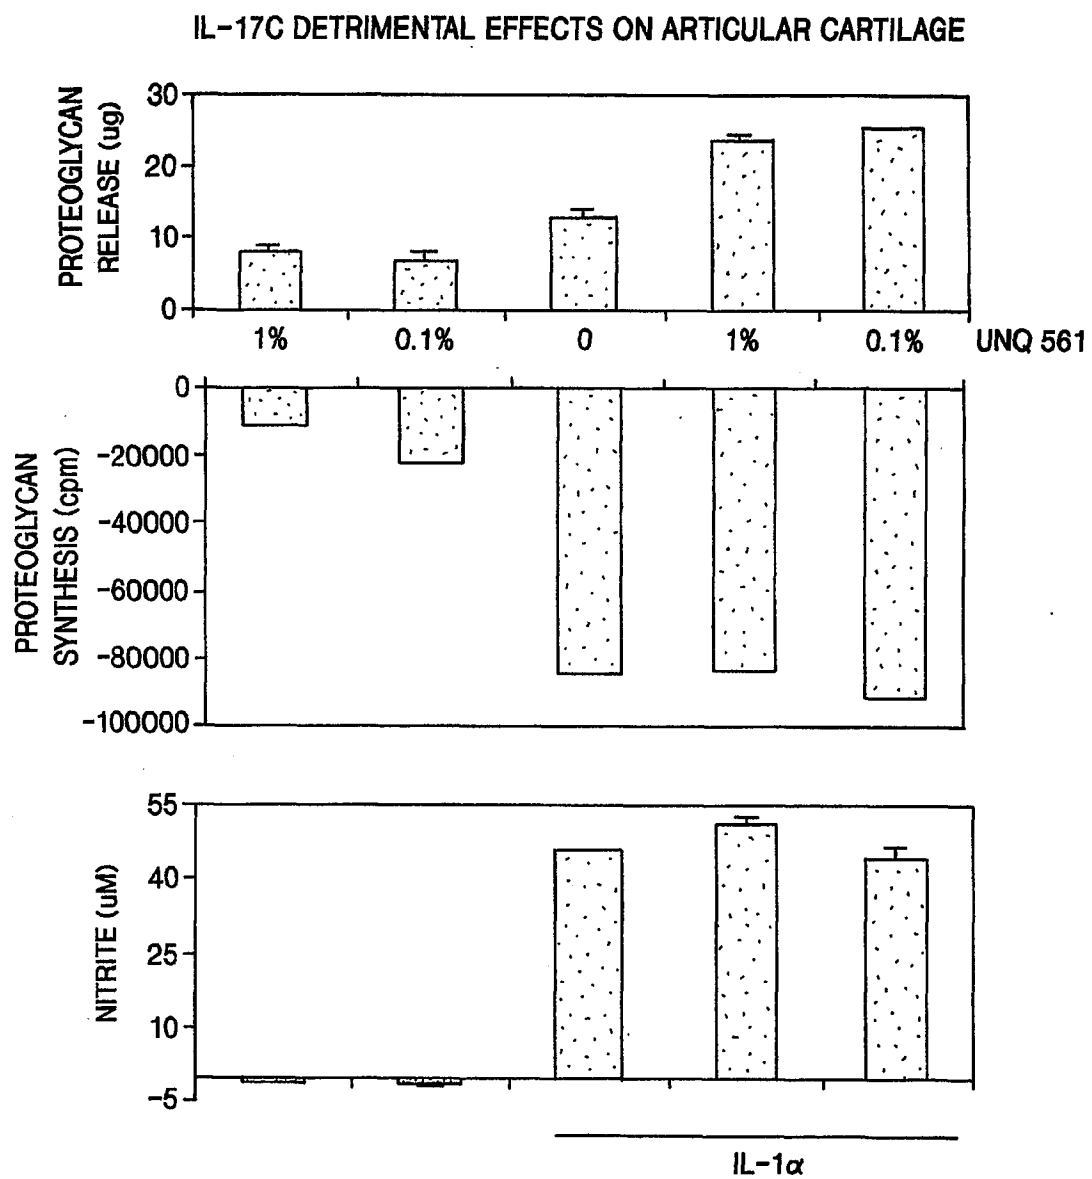 IL-17C DETRIMENTAL EFFECTS ON ARTICULAR CARTILAGE
PROTEOGLYCAN
RELEASE (ug)
30
20
10
0
1% 0.1% 0 1% 0.1% UNQ 561
PROTEOGLYCAN
SYNTHESIS (cpm)
0
-20000
-40000
-60000
-80000
-100000
NITRITE (uM)
55
40
25
10
-5
IL-1α